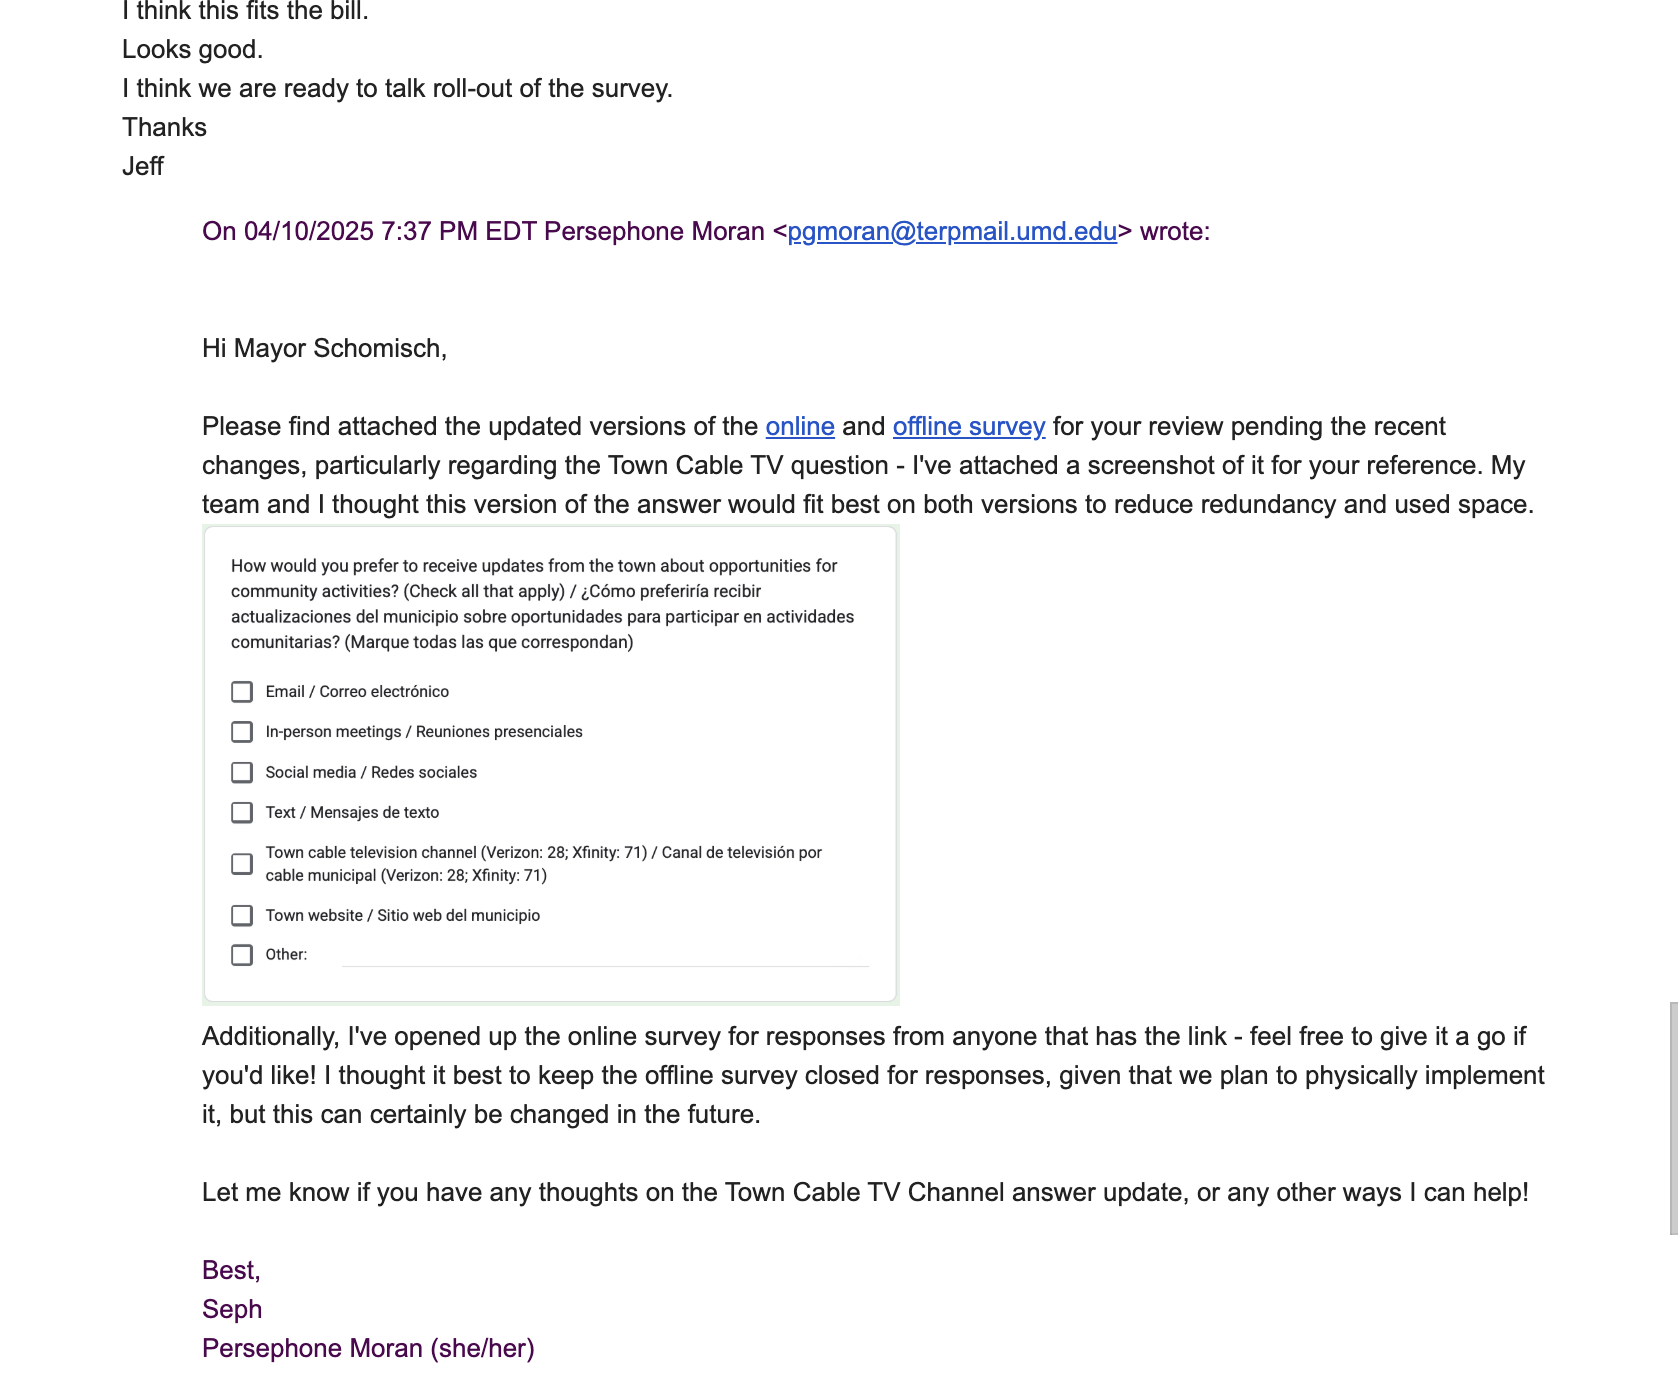 I think this fits the bill.
Looks good.
I think we are ready to talk roll-out of the survey.
Thanks
Jeff
On 04/10/2025 7:37 PM EDT Persephone Moran <pgmoran@terpmail.umd.edu> wrote:
Hi Mayor Schomisch,
Please find attached the updated versions of the online and offline survey for your review pending the recent
changes, particularly regarding the Town Cable TV question - I've attached a screenshot of it for your reference. My
team and I thought this version of the answer would fit best on both versions to reduce redundancy and used space.
How would you prefer to receive updates from the town about opportunities for
community activities? (Check all that apply) / ¿Cómo preferiría recibir
actualizaciones del municipio sobre oportunidades para participar en actividades
comunitarias? (Marque todas las que correspondan)
Email / Correo electrónico
In-person meetings / Reuniones presenciales
Social media / Redes sociales
Text / Mensajes de texto
Town cable television channel (Verizon: 28; Xfinity: 71) / Canal de televisión por
cable municipal (Verizon: 28; Xfinity: 71)
Town website / Sitio web del municipio
Other:
Additionally, I've opened up the online survey for responses from anyone that has the link - feel free to give it a go if
you'd like! I thought it best to keep the offline survey closed for responses, given that we plan to physically implement
it, but this can certainly be changed in the future.
Let me know if you have any thoughts on the Town Cable TV Channel answer update, or any other ways I can help!
Best,
Seph
Persephone Moran (she/her)